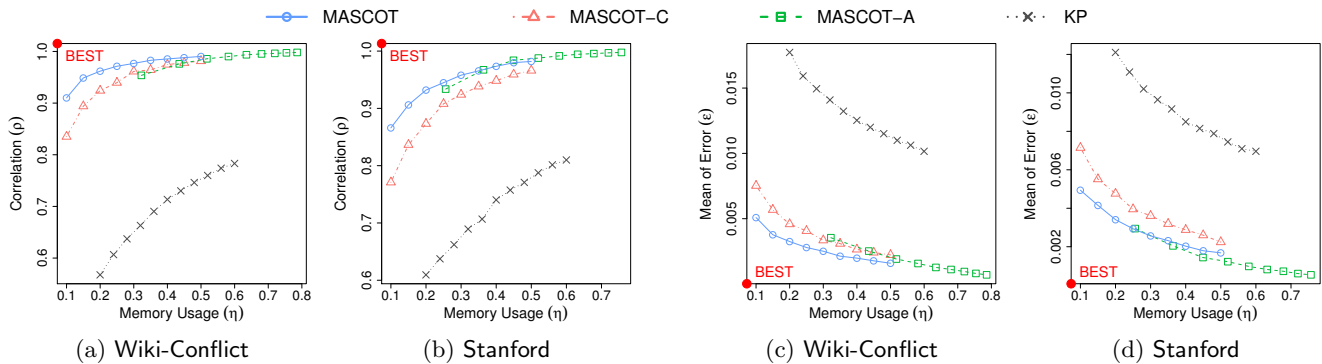 MASCOT MASCOT-C MASCOT-A KP
Correlation (ρ)
1.0
0.9
0.8
0.7
0.6
BEST
0.1 0.2 0.3 0.4 0.5 0.6 0.7 0.8
Memory Usage (η)
(a) Wiki-Conflict
Correlation (ρ)
1.0
0.9
0.8
0.7
0.6
BEST
0.1 0.2 0.3 0.4 0.5 0.6 0.7
Memory Usage (η)
(b) Stanford
Mean of Error (ε)
0.015
0.010
0.005
BEST
0.1 0.2 0.3 0.4 0.5 0.6 0.7 0.8
Memory Usage (η)
(c) Wiki-Conflict
Mean of Error (ε)
0.010
0.006
0.002
BEST
0.1 0.2 0.3 0.4 0.5 0.6 0.7
Memory Usage (η)
(d) Stanford